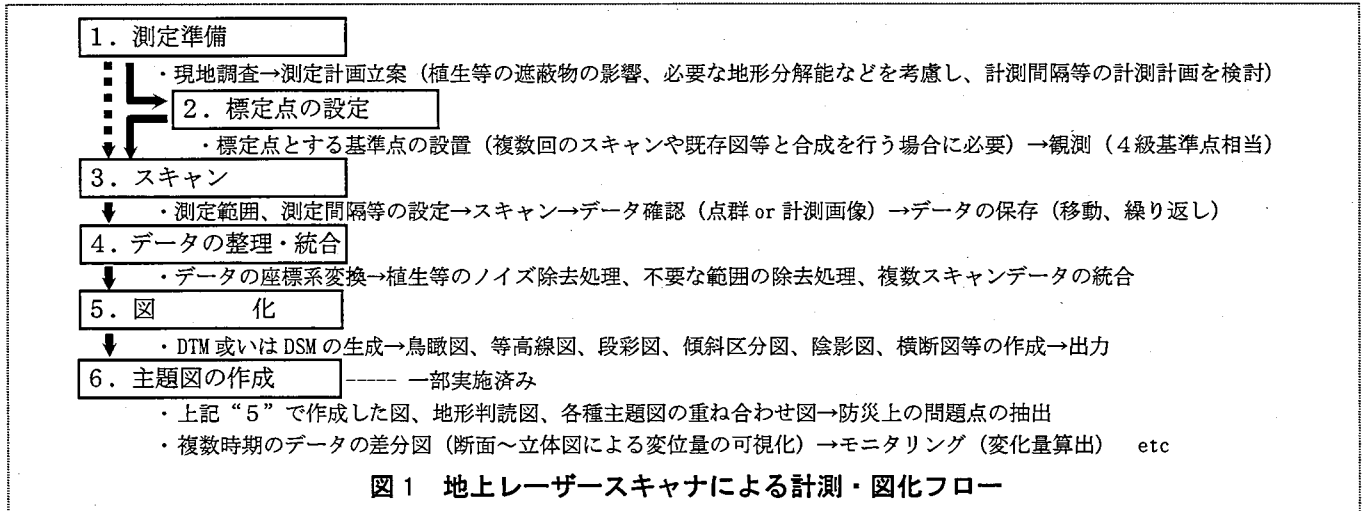 1．測定準備
・現地調査→測定計画立案（植生等の遮蔽物の影響、必要な地形分解能などを考慮し、計測間隔等の計測計画を検討）
2．標定点の設定
・標定点とする基準点の設置（複数回のスキャンや既存図等と合成を行う場合に必要）→観測（４級基準点相当）
3．スキャン
・測定範囲、測定間隔等の設定→スキャン→データ確認（点群 or 計測画像）→データの保存（移動、繰り返し）
4．データの整理・統合
・データの座標系変換→植生等のノイズ除去処理、不要な範囲の除去処理、複数スキャンデータの統合
5．図　　　化
・DTM 或いは DSM の生成→鳥瞰図、等高線図、段彩図、傾斜区分図、陰影図、横断図等の作成→出力
6．主題図の作成 ----- 一部実施済み
・上記“５”で作成した図、地形判読図、各種主題図の重ね合わせ図→防災上の問題点の抽出
・複数時期のデータの差分図（断面～立体図による変位量の可視化）→モニタリング（変化量算出）　etc
図１　地上レーザースキャナによる計測・図化フロー